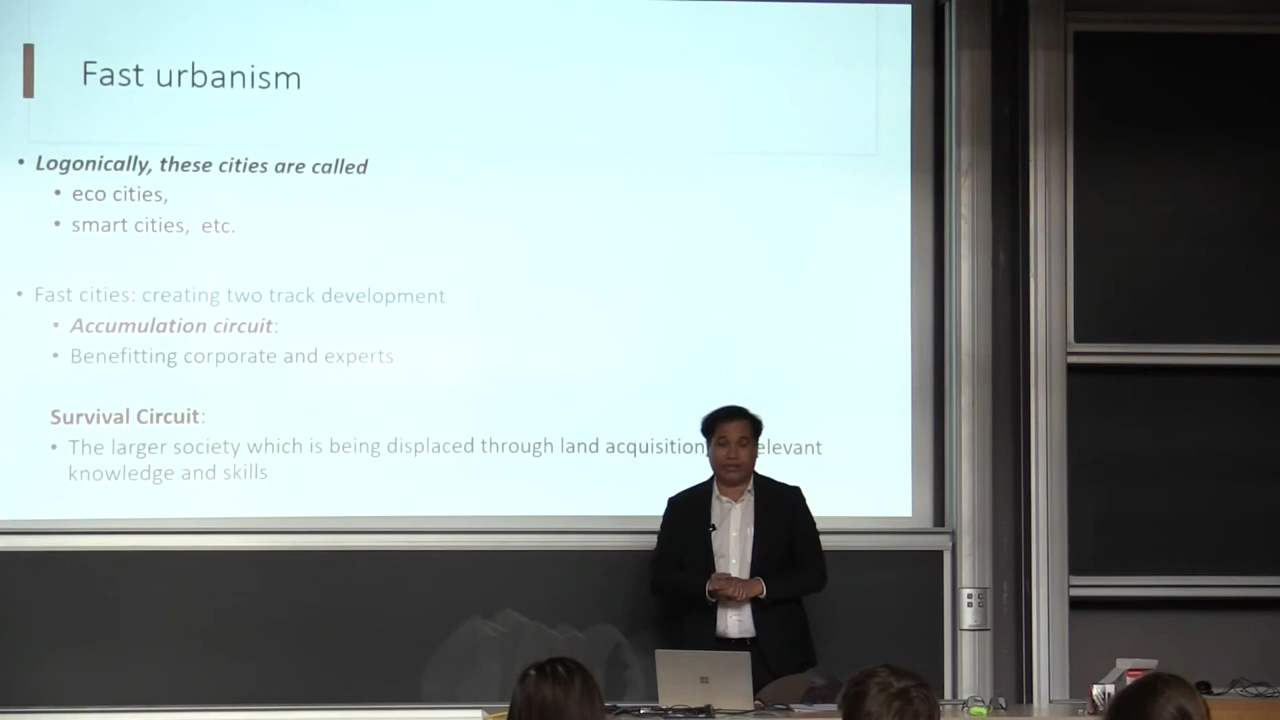 Fast urbanism
• Logonically, these cities are called
• eco cities,
• smart cities, etc.
• Fast cities: creating two track development
• Accumulation circuit:
• Benefitting corporate and experts
Survival Circuit:
• The larger society which is being displaced through land acquisition
knowledge and skills